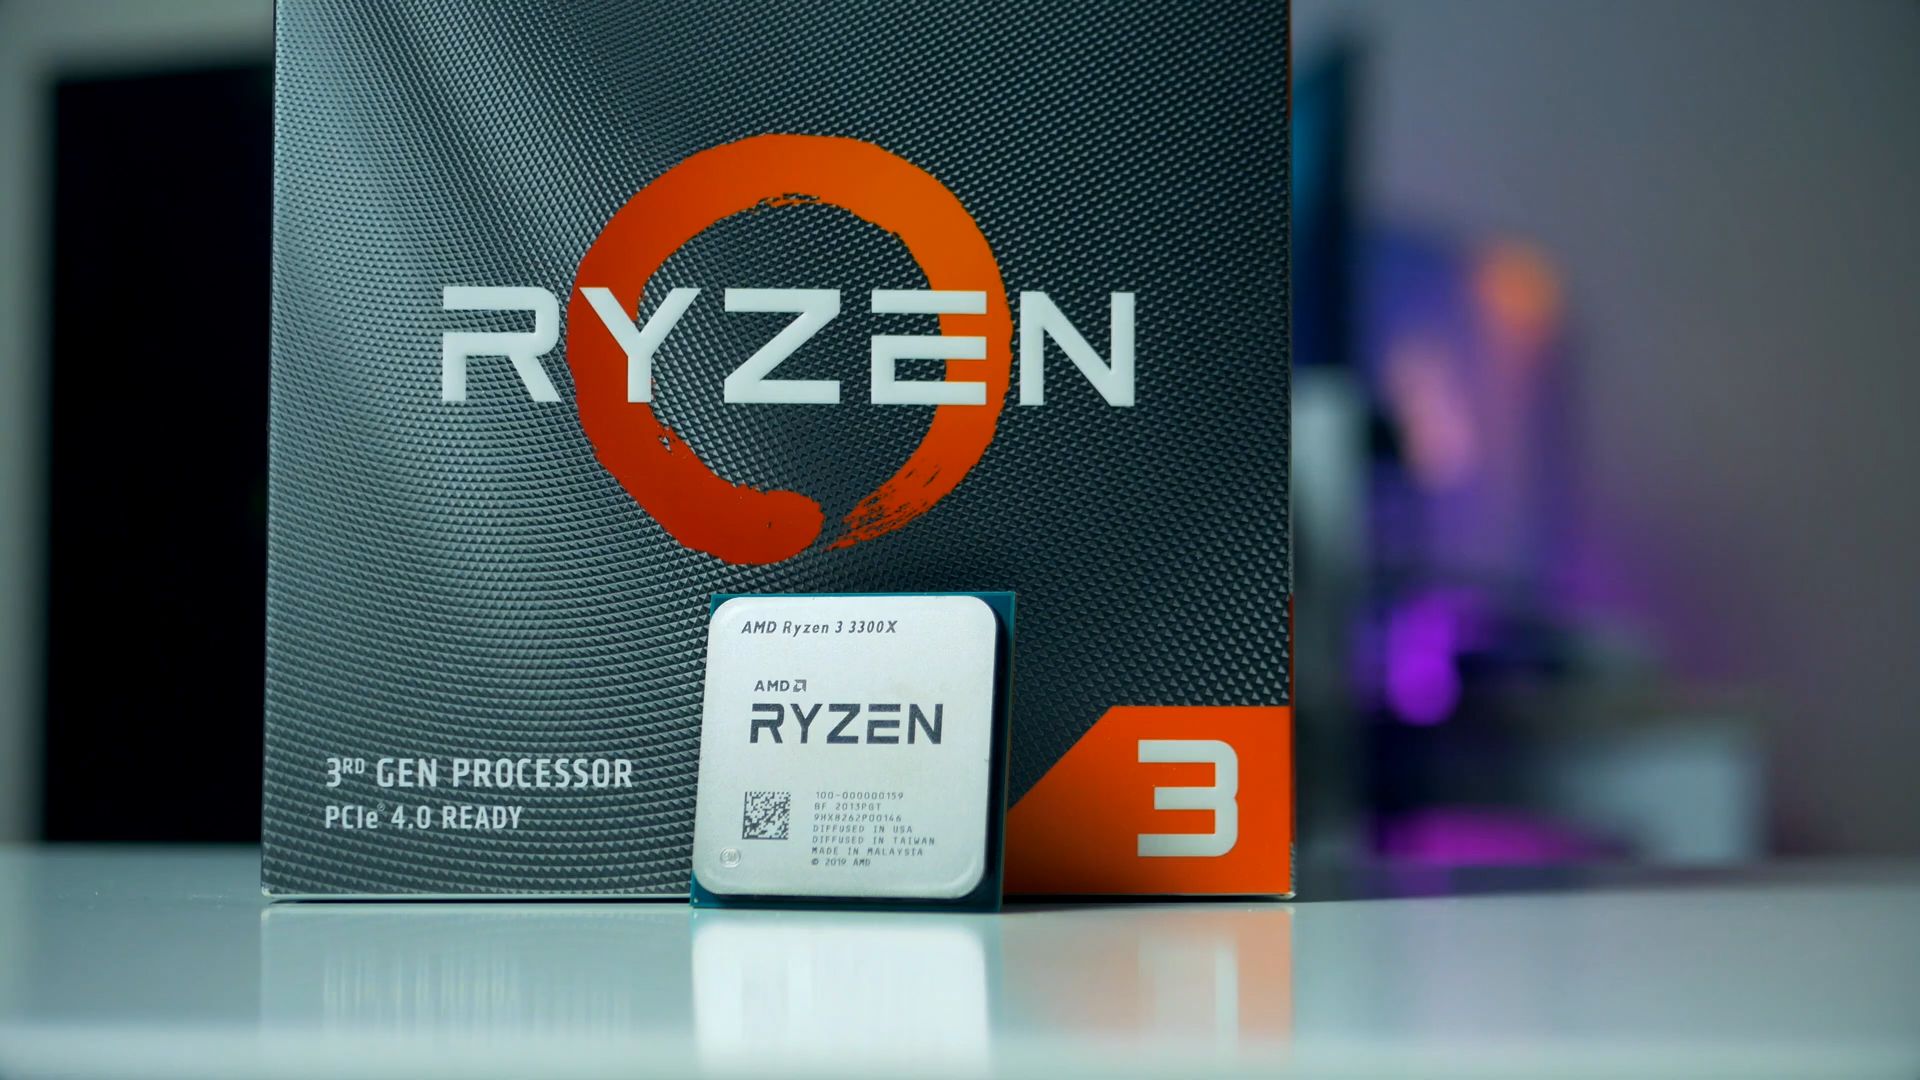 RYZEN
AMD Ryzen 3 3300X
AMD
RYZEN
3RD GEN PROCESSOR
PCIe® 4.0 READY
3
100-000000159
BF 2013PGT
9HX8262P00146
DIFFUSED IN USA
DIFFUSED IN TAIWAN
MADE IN MALAYSIA
© 2019 AMD